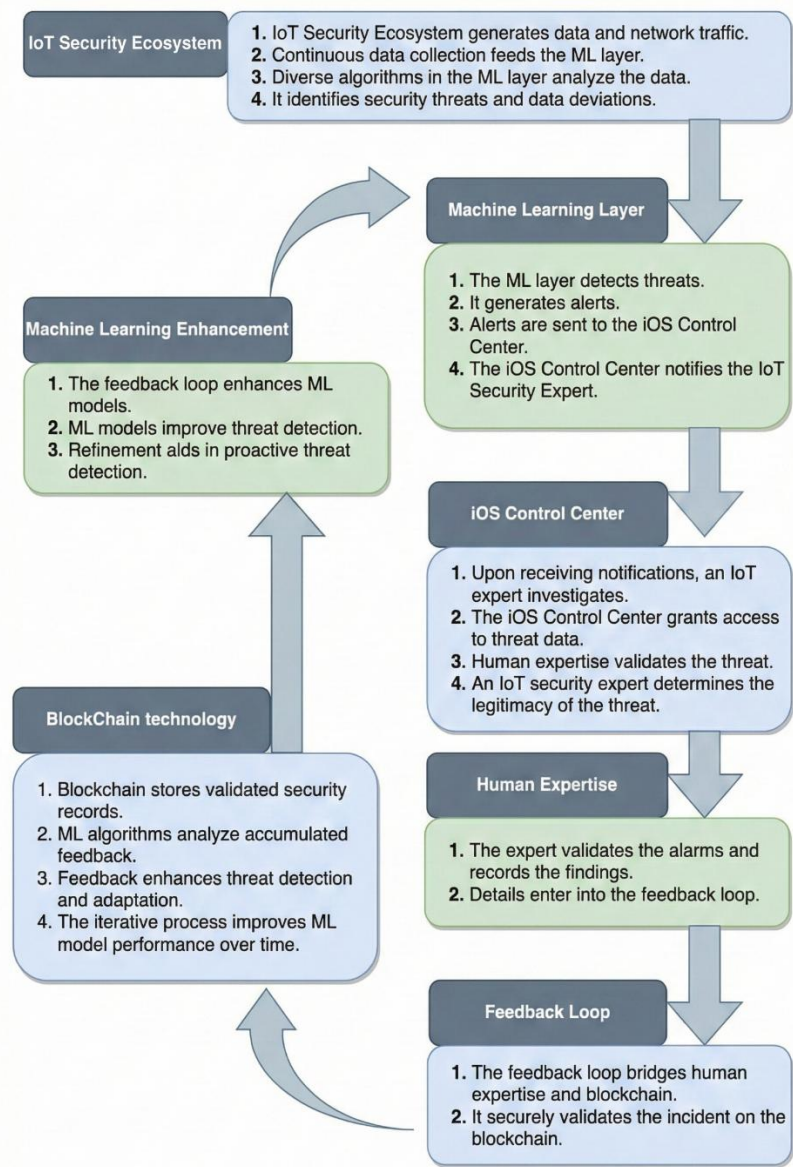 IoT Security Ecosystem
1. IoT Security Ecosystem generates data and network traffic.
2. Continuous data collection feeds the ML layer.
3. Diverse algorithms in the ML layer analyze the data.
4. It identifies security threats and data deviations.
Machine Learning Layer
1. The ML layer detects threats.
2. It generates alerts.
3. Alerts are sent to the iOS Control
Center.
4. The iOS Control Center notifies the IoT
Security Expert.
iOS Control Center
1. Upon receiving notifications, an IoT
expert investigates.
2. The iOS Control Center grants access
to threat data.
3. Human expertise validates the threat.
4. An IoT security expert determines the
legitimacy of the threat.
Human Expertise
1. The expert validates the alarms and
records the findings.
2. Details enter into the feedback loop.
Feedback Loop
1. The feedback loop bridges human
expertise and blockchain.
2. It securely validates the incident on the
blockchain.
BlockChain technology
1. Blockchain stores validated security
records.
2. ML algorithms analyze accumulated
feedback.
3. Feedback enhances threat detection
and adaptation.
4. The iterative process improves ML
model performance over time.
Machine Learning Enhancement
1. The feedback loop enhances ML
models.
2. ML models improve threat detection.
3. Refinement alds in proactive threat
detection.